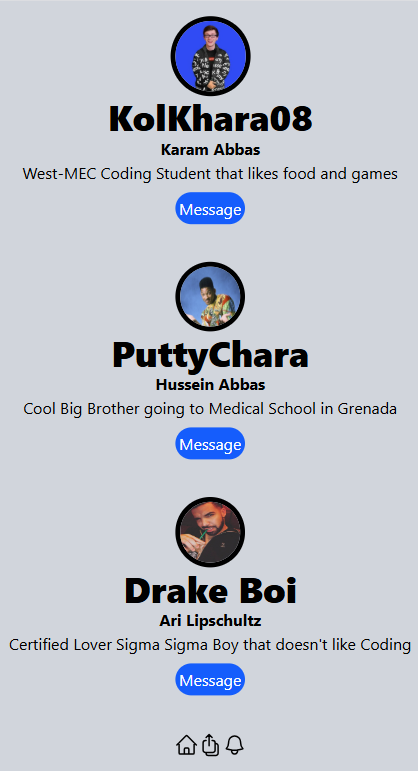 KolKhara08
Karam Abbas
West-MEC Coding Student that likes food and games
Message
PuttyChara
Hussein Abbas
Cool Big Brother going to Medical School in Grenada
Message
Drake Boi
Ari Lipschultz
Certified Lover Sigma Sigma Boy that doesn't like Coding
Message